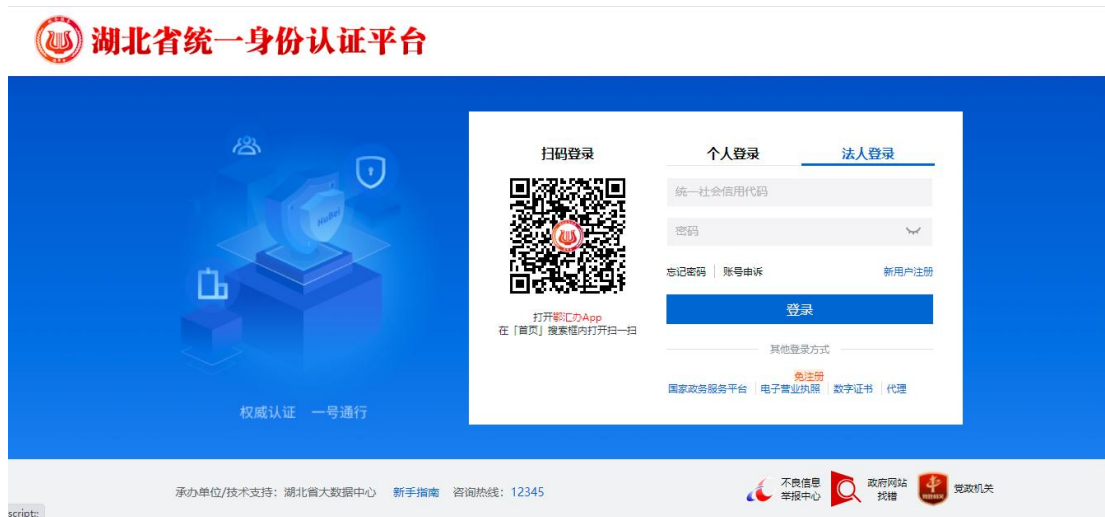 湖北省统一身份认证平台
HuBei
权威认证 一号通行
扫码登录
打开鄂汇办App
在「首页」搜索框内打开扫一扫
个人登录 法人登录
统一社会信用代码
密码
忘记密码 账号申诉 新用户注册
登录
其他登录方式
免注册
国家政务服务平台 电子营业执照 数字证书 代理
承办单位/技术支持：湖北省大数据中心 新手指南 咨询热线：12345
不良信息
举报中心
政府网站
找错
党政机关
script: